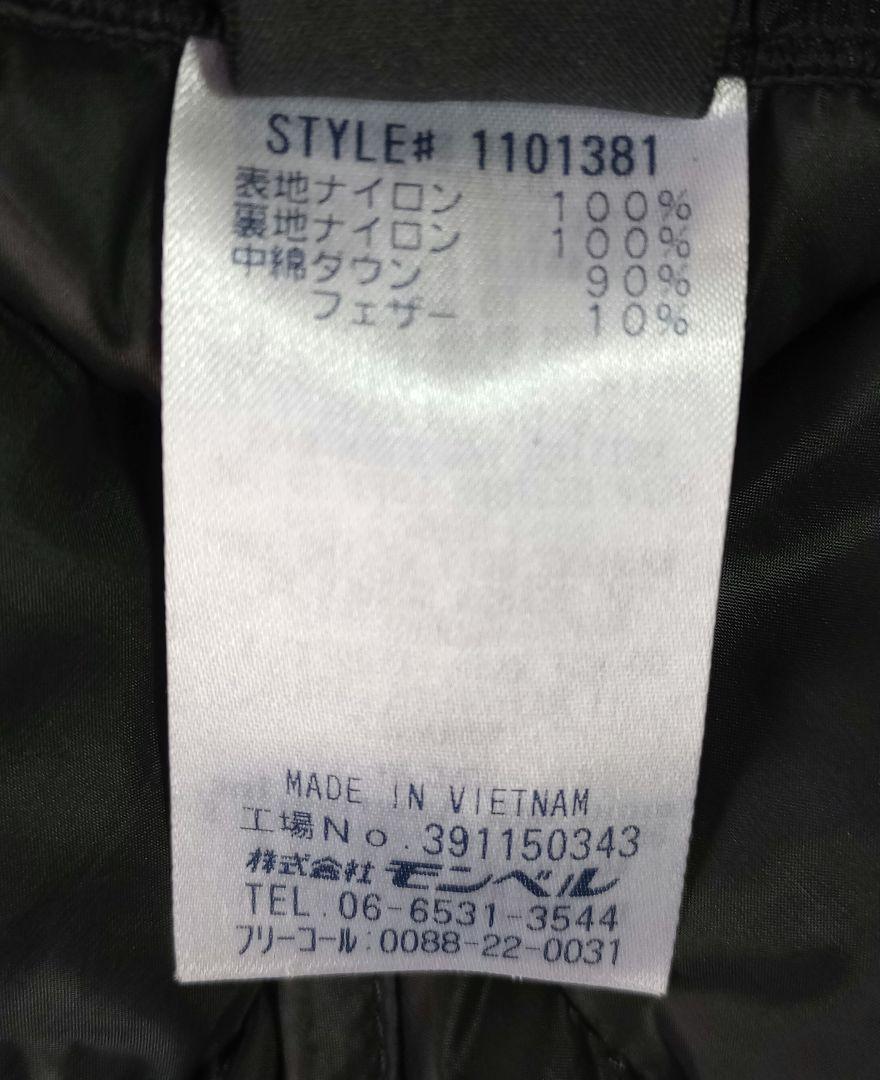 STYLE# 1101381
表地ナイロン 100%
裏地ナイロン 100%
中綿ダウン 90%
フェザー 10%
MADE IN VIETNAM
工場No.391150343
株式会社モンベル
TEL.06-6531-3544
フリーコール:0088-22-0031